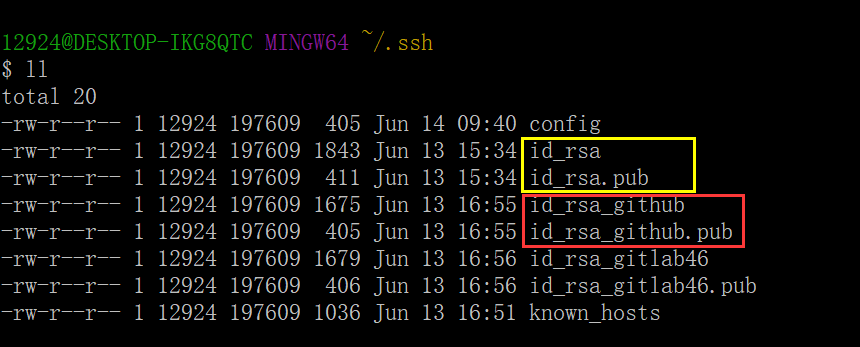 12924@DESKTOP-IKG8QTC MINGW64 ~/.ssh
$ ll
total 20
-rw-r--r-- 1 12924 197609  405 Jun 14 09:40 config
-rw-r--r-- 1 12924 197609 1843 Jun 13 15:34 id_rsa
-rw-r--r-- 1 12924 197609  411 Jun 13 15:34 id_rsa.pub
-rw-r--r-- 1 12924 197609 1675 Jun 13 16:55 id_rsa_github
-rw-r--r-- 1 12924 197609  405 Jun 13 16:55 id_rsa_github.pub
-rw-r--r-- 1 12924 197609 1679 Jun 13 16:56 id_rsa_gitlab46
-rw-r--r-- 1 12924 197609  406 Jun 13 16:56 id_rsa_gitlab46.pub
-rw-r--r-- 1 12924 197609 1036 Jun 13 16:51 known_hosts